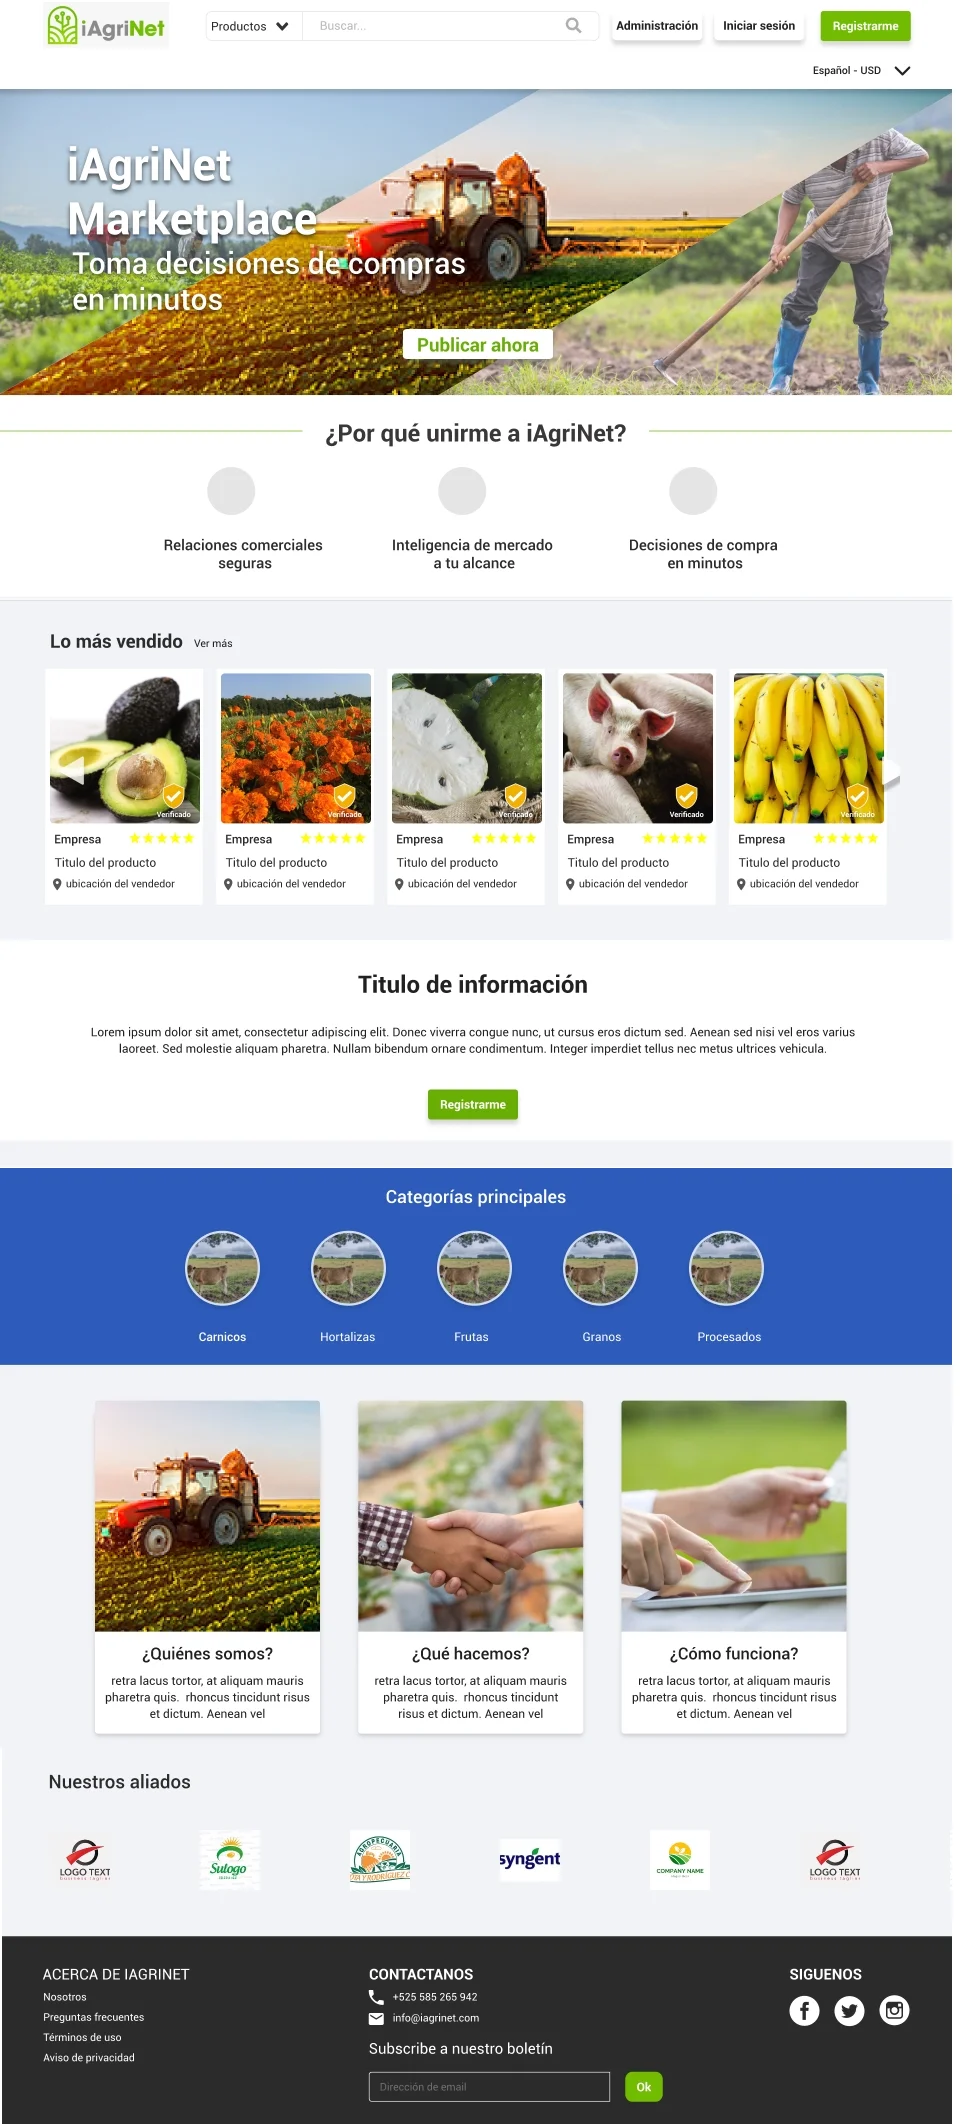 iAgriNet
Productos
Buscar...
Administración
Iniciar sesión
Registrarme
Español - USD
iAgriNet
Marketplace
Toma decisiones de compras
en minutos
Publicar ahora
¿Por qué unirme a iAgriNet?
Relaciones comerciales
seguras
Inteligencia de mercado
a tu alcance
Decisiones de compra
en minutos
Lo más vendido Ver más
Verificado
Verificado
Verificado
Verificado
Verificado
Empresa
Titulo del producto
ubicación del vendedor
Empresa
Titulo del producto
ubicación del vendedor
Empresa
Titulo del producto
ubicación del vendedor
Empresa
Titulo del producto
ubicación del vendedor
Empresa
Titulo del producto
ubicación del vendedor
Titulo de información
Lorem ipsum dolor sit amet, consectetur adipiscing elit. Donec viverra congue nunc, ut cursus eros dictum sed. Aenean sed nisi vel eros varius
laoreet. Sed molestie aliquam pharetra. Nullam bibendum ornare condimentum. Integer imperdiet tellus nec metus ultrices vehicula.
Registrarme
Categorías principales
Carnicos
Hortalizas
Frutas
Granos
Procesados
¿Quiénes somos?
retra lacus tortor, at aliquam mauris
pharetra quis. rhoncus tincidunt risus
et dictum. Aenean vel
¿Qué hacemos?
retra lacus tortor, at aliquam mauris
pharetra quis. rhoncus tincidunt
risus et dictum. Aenean vel
¿Cómo funciona?
retra lacus tortor, at aliquam mauris
pharetra quis. rhoncus tincidunt risus
et dictum. Aenean vel
Nuestros aliados
LOGO TEXT
Sulogo
AGROPECUARIA
syngent
COMPANY NAME
LOGO TEXT
ACERCA DE IAGRINET
Nosotros
Preguntas frecuentes
Términos de uso
Aviso de privacidad
CONTACTANOS
+525 585 265 942
info@iagrinet.com
Subscribe a nuestro boletín
Dirección de email
Ok
SIGUENOS